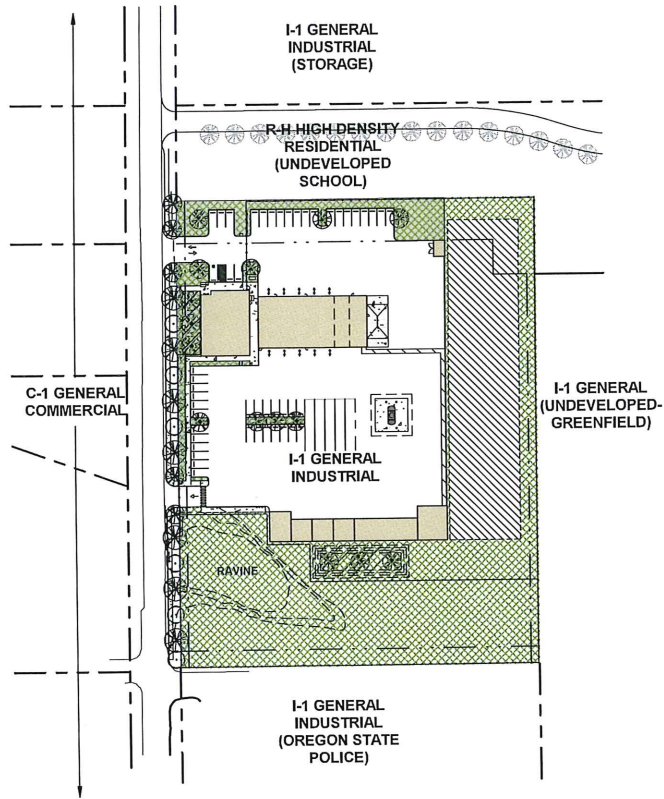 I-1 GENERAL
INDUSTRIAL
(STORAGE)
R-H HIGH DENSITY
RESIDENTIAL
(UNDEVELOPED
SCHOOL)
C-1 GENERAL
COMMERCIAL
I-1 GENERAL
(UNDEVELOPED-
GREENFIELD)
I-1 GENERAL
INDUSTRIAL
RAVINE
I-1 GENERAL
INDUSTRIAL
(OREGON STATE
POLICE)